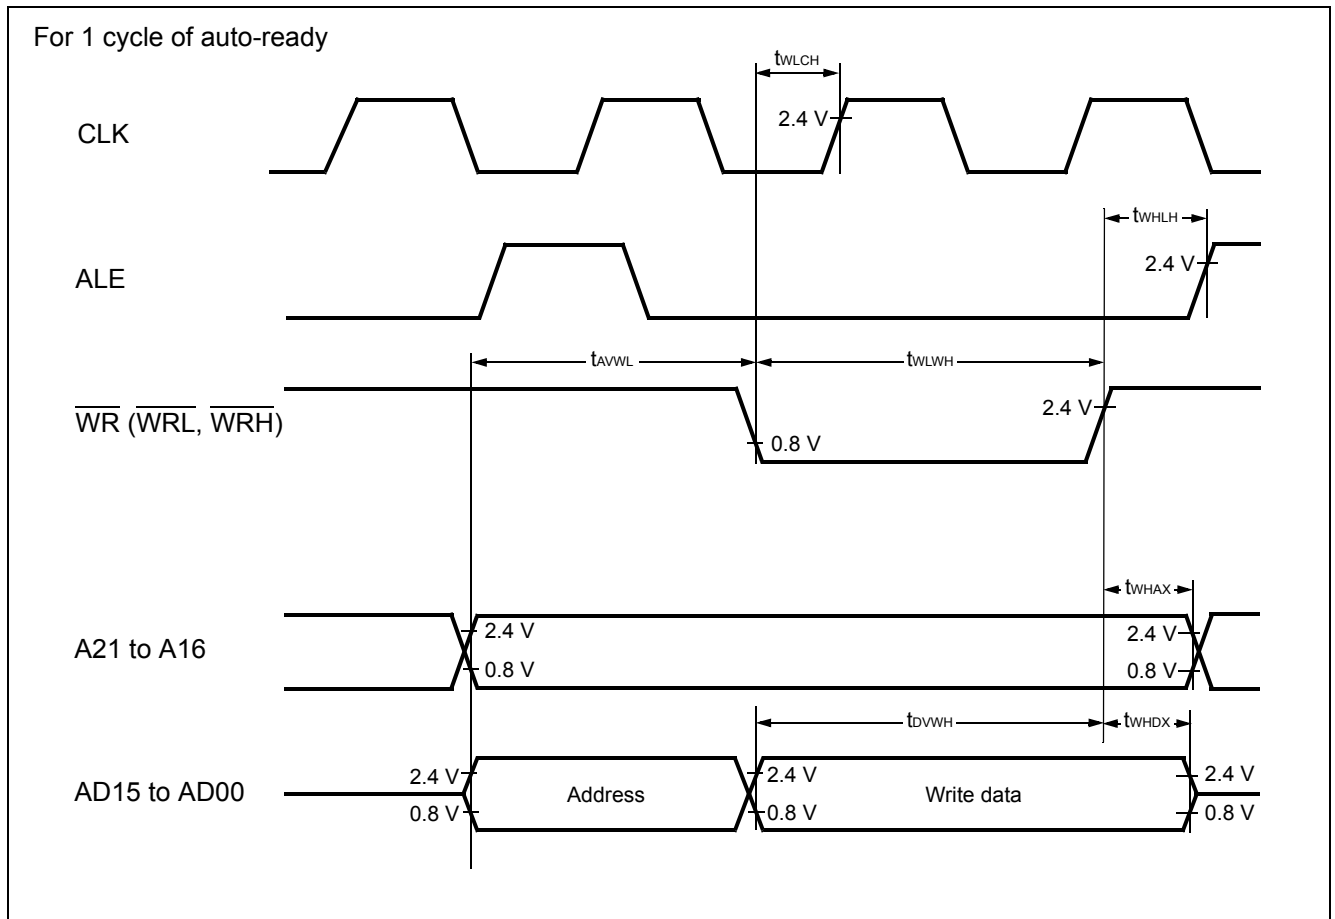 For 1 cycle of auto-ready
tWLCH
CLK
2.4 V
tWHLH
ALE
2.4 V
tAVWL
tWLWH
WR (WRL, WRH)
2.4 V
0.8 V
tWHAX
A21 to A16
2.4 V
2.4 V
0.8 V
0.8 V
tDVWH
tWHDX
AD15 to AD00
2.4 V
Address
2.4 V
Write data
2.4 V
0.8 V
0.8 V
0.8 V